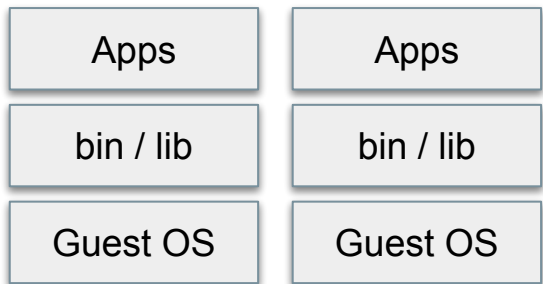 Apps Apps
bin / lib bin / lib
Guest OS Guest OS